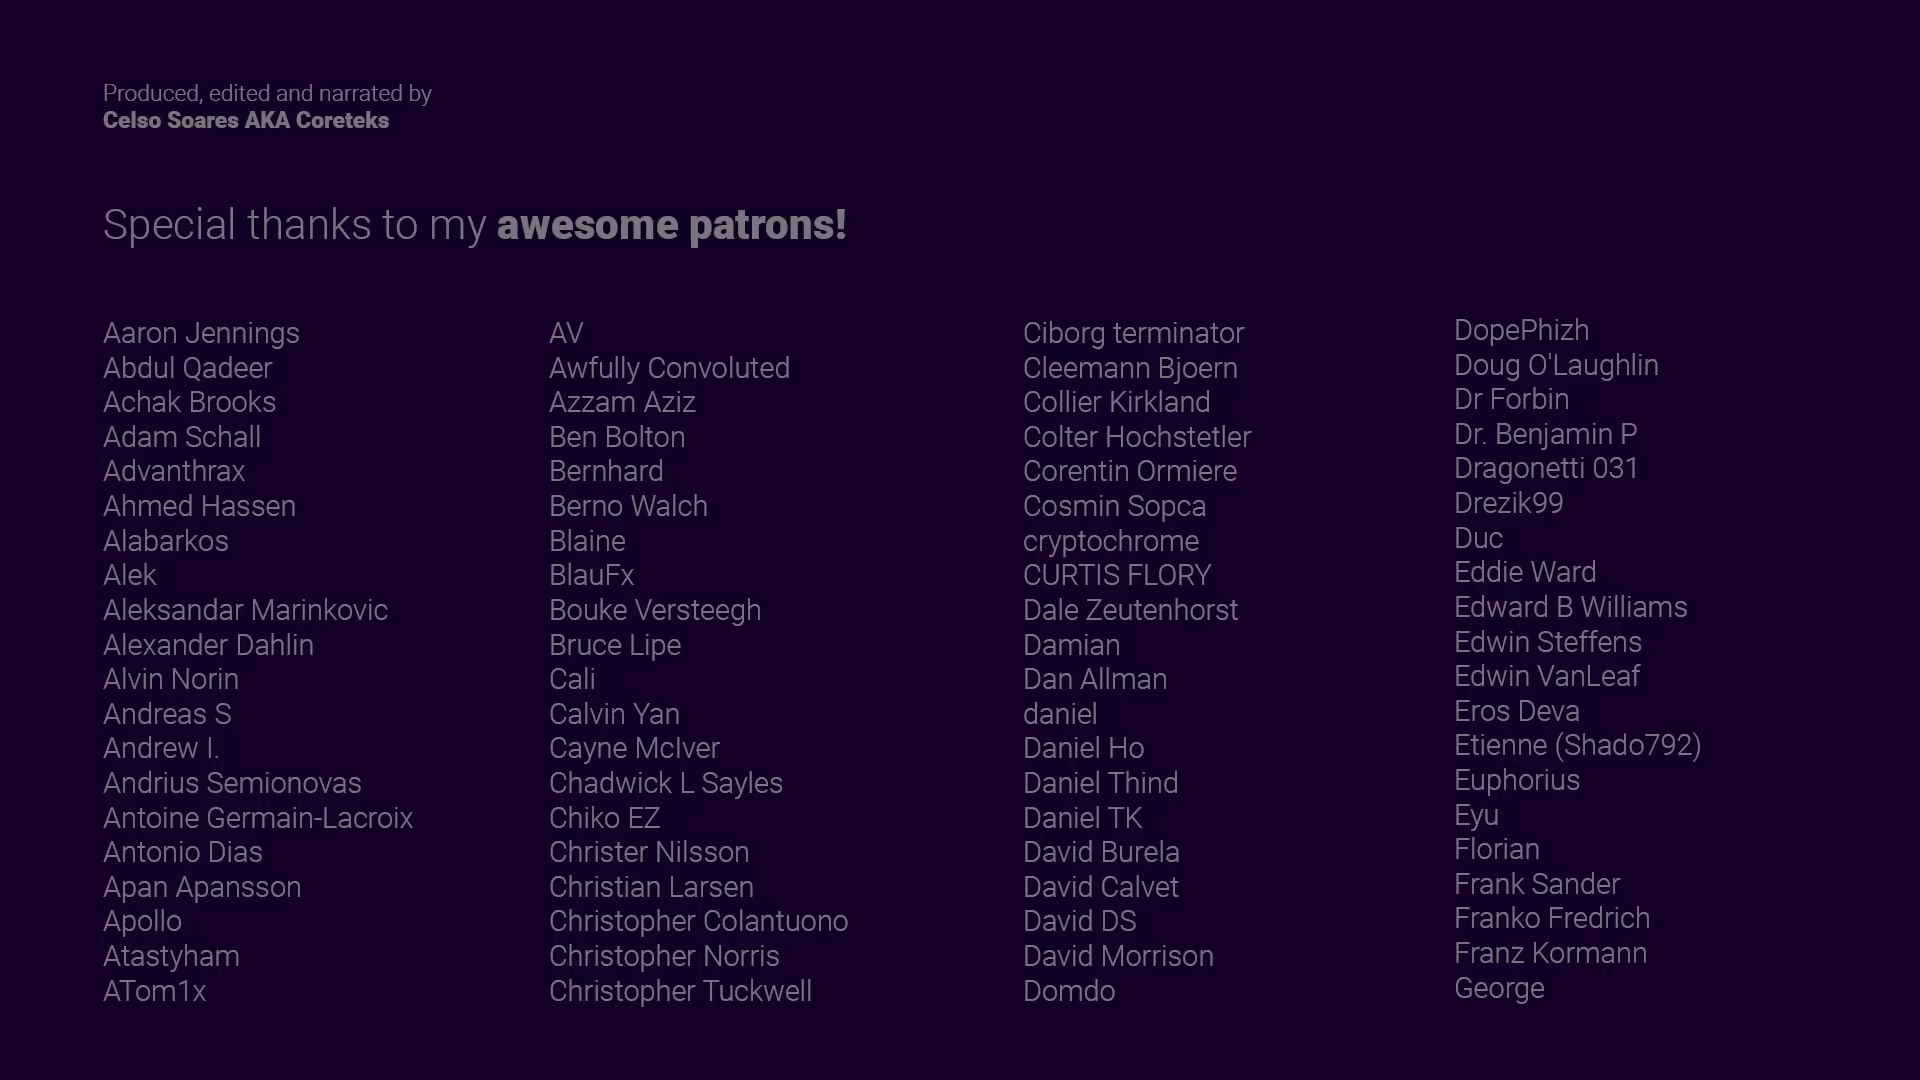 Produced, edited and narrated by
Celso Soares AKA Coreteks
Special thanks to my awesome patrons!
Aaron Jennings
Abdul Qadeer
Achak Brooks
Adam Schall
Advanthrax
Ahmed Hassen
Alabarkos
Alek
Aleksandar Marinkovic
Alexander Dahlin
Alvin Norin
Andreas S
Andrew I.
Andrius Semionovas
Antoine Germain-Lacroix
Antonio Dias
Apan Apansson
Apollo
Atastyham
ATom1x
AV
Awfully Convoluted
Azzam Aziz
Ben Bolton
Bernhard
Berno Walch
Blaine
BlauFx
Bouke Versteegh
Bruce Lipe
Cali
Calvin Yan
Cayne McIver
Chadwick L Sayles
Chiko EZ
Christer Nilsson
Christian Larsen
Christopher Colantuono
Christopher Norris
Christopher Tuckwell
Ciborg terminator
Cleemann Bjoern
Collier Kirkland
Colter Hochstetler
Corentin Ormiere
Cosmin Sopca
cryptochrome
CURTIS FLORY
Dale Zeutenhorst
Damian
Dan Allman
daniel
Daniel Ho
Daniel Thind
Daniel TK
David Burela
David Calvet
David DS
David Morrison
Domdo
DopePhizh
Doug O'Laughlin
Dr Forbin
Dr. Benjamin P
Dragonetti 031
Drezik99
Duc
Eddie Ward
Edward B Williams
Edwin Steffens
Edwin VanLeaf
Eros Deva
Etienne (Shado792)
Euphorius
Eyu
Florian
Frank Sander
Franko Fredrich
Franz Kormann
George